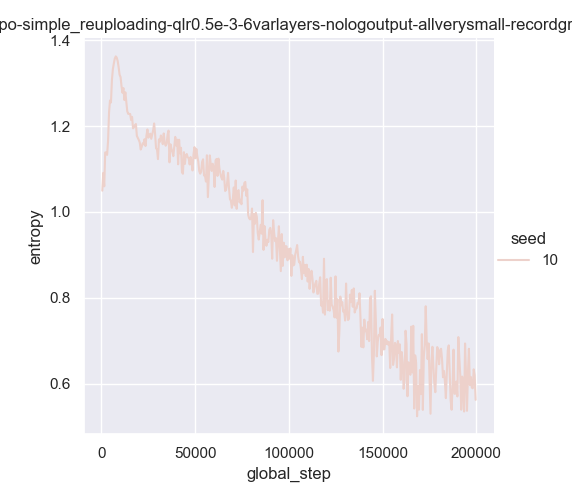 po-simple_reuploading-qlr0.5e-3-6varlayers-nologoutput-allverysmall-recordgr
1.4
1.2
1.0
0.8
0.6
entropy
0 50000 100000 150000 200000
global_step
seed
10